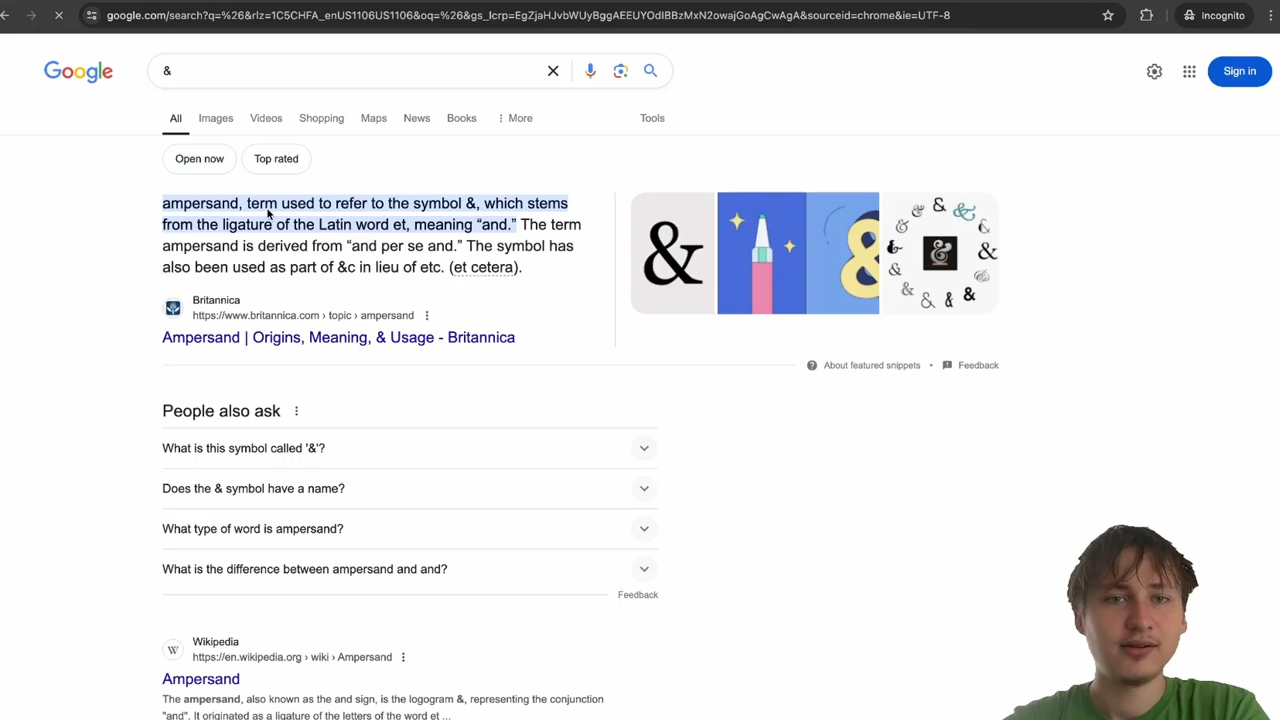 google.com/search?q=%26&rlz=1C5CHFA_enUS1106US1106&oq=%26&gs_lcrp=EgZjaHJvbWUyBggAEEUYOdIBBzMxN2owajGoAgCwAgA&sourceid=chrome&ie=UTF-8
Incognito
Google
&
Sign in
All
Images
Videos
Shopping
Maps
News
Books
More
Tools
Open now
Top rated
ampersand, term used to refer to the symbol &, which stems
from the ligature of the Latin word et, meaning “and.” The term
ampersand is derived from “and per se and.” The symbol has
also been used as part of &c in lieu of etc. (et cetera).
&
&
Britannica
https://www.britannica.com › topic › ampersand
Ampersand | Origins, Meaning, & Usage - Britannica
About featured snippets • Feedback
People also ask
What is this symbol called '&'?
Does the & symbol have a name?
What type of word is ampersand?
What is the difference between ampersand and and?
Feedback
W
Wikipedia
https://en.wikipedia.org › wiki › Ampersand
Ampersand
The ampersand, also known as the and sign, is the logogram &, representing the conjunction
"and". It originated as a ligature of the letters of the word et ...